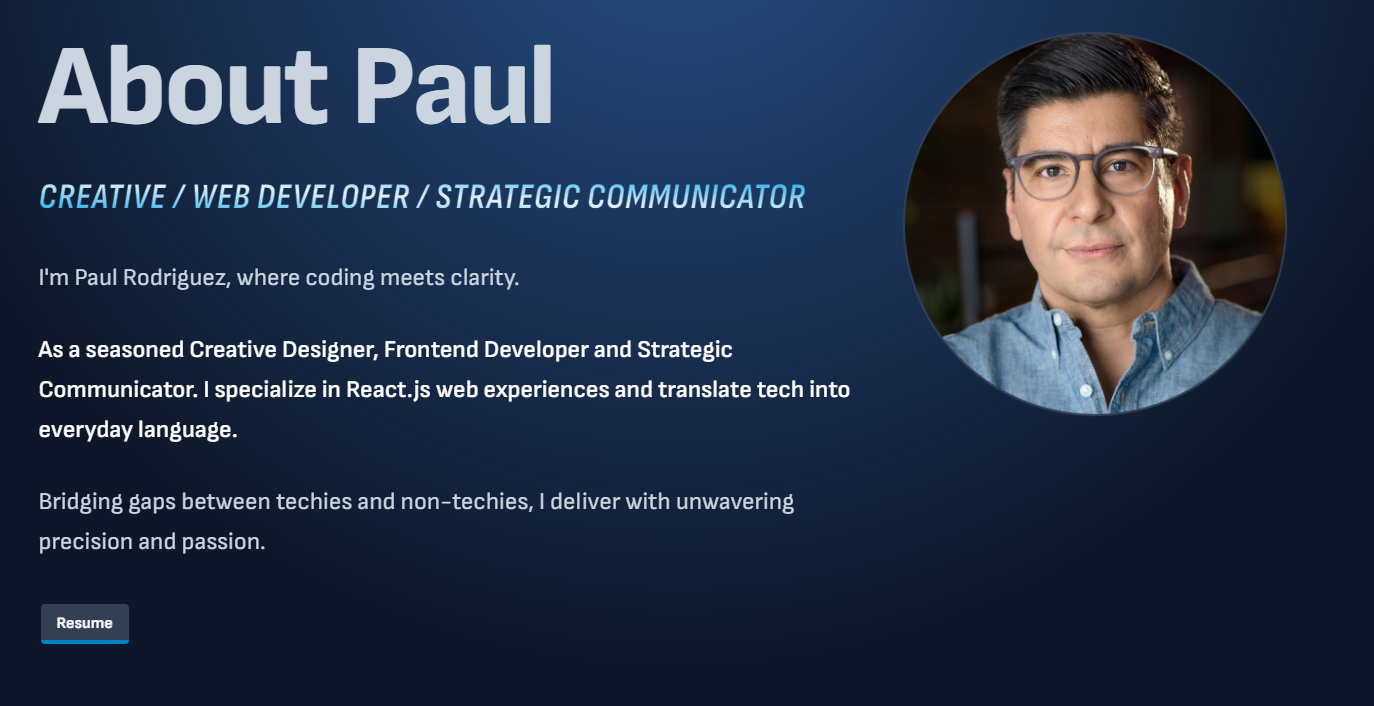 About Paul
CREATIVE / WEB DEVELOPER / STRATEGIC COMMUNICATOR
I'm Paul Rodriguez, where coding meets clarity.
As a seasoned Creative Designer, Frontend Developer and Strategic
Communicator. I specialize in React.js web experiences and translate tech into
everyday language.
Bridging gaps between techies and non-techies, I deliver with unwavering
precision and passion.
Resume